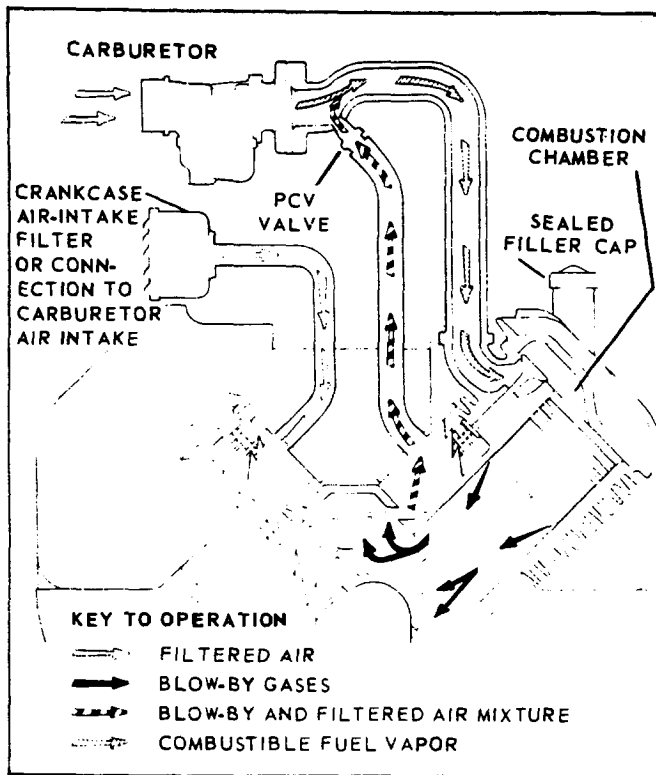 CARBURETOR
COMBUSTION
CHAMBER
PCV
VALVE
SEALED
FILLER CAP
CRANKCASE
AIR-INTAKE
FILTER
OR CONN-
ECTION TO
CARBURETOR
AIR INTAKE
KEY TO OPERATION
FILTERED AIR
BLOW-BY GASES
BLOW-BY AND FILTERED AIR MIXTURE
COMBUSTIBLE FUEL VAPOR